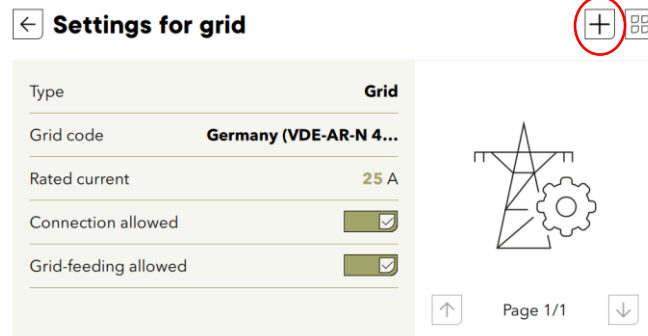 Settings for grid
Type Grid
Grid code Germany (VDE-AR-N 4...
Rated current 25 A
Connection allowed
Grid-feeding allowed
Page 1/1